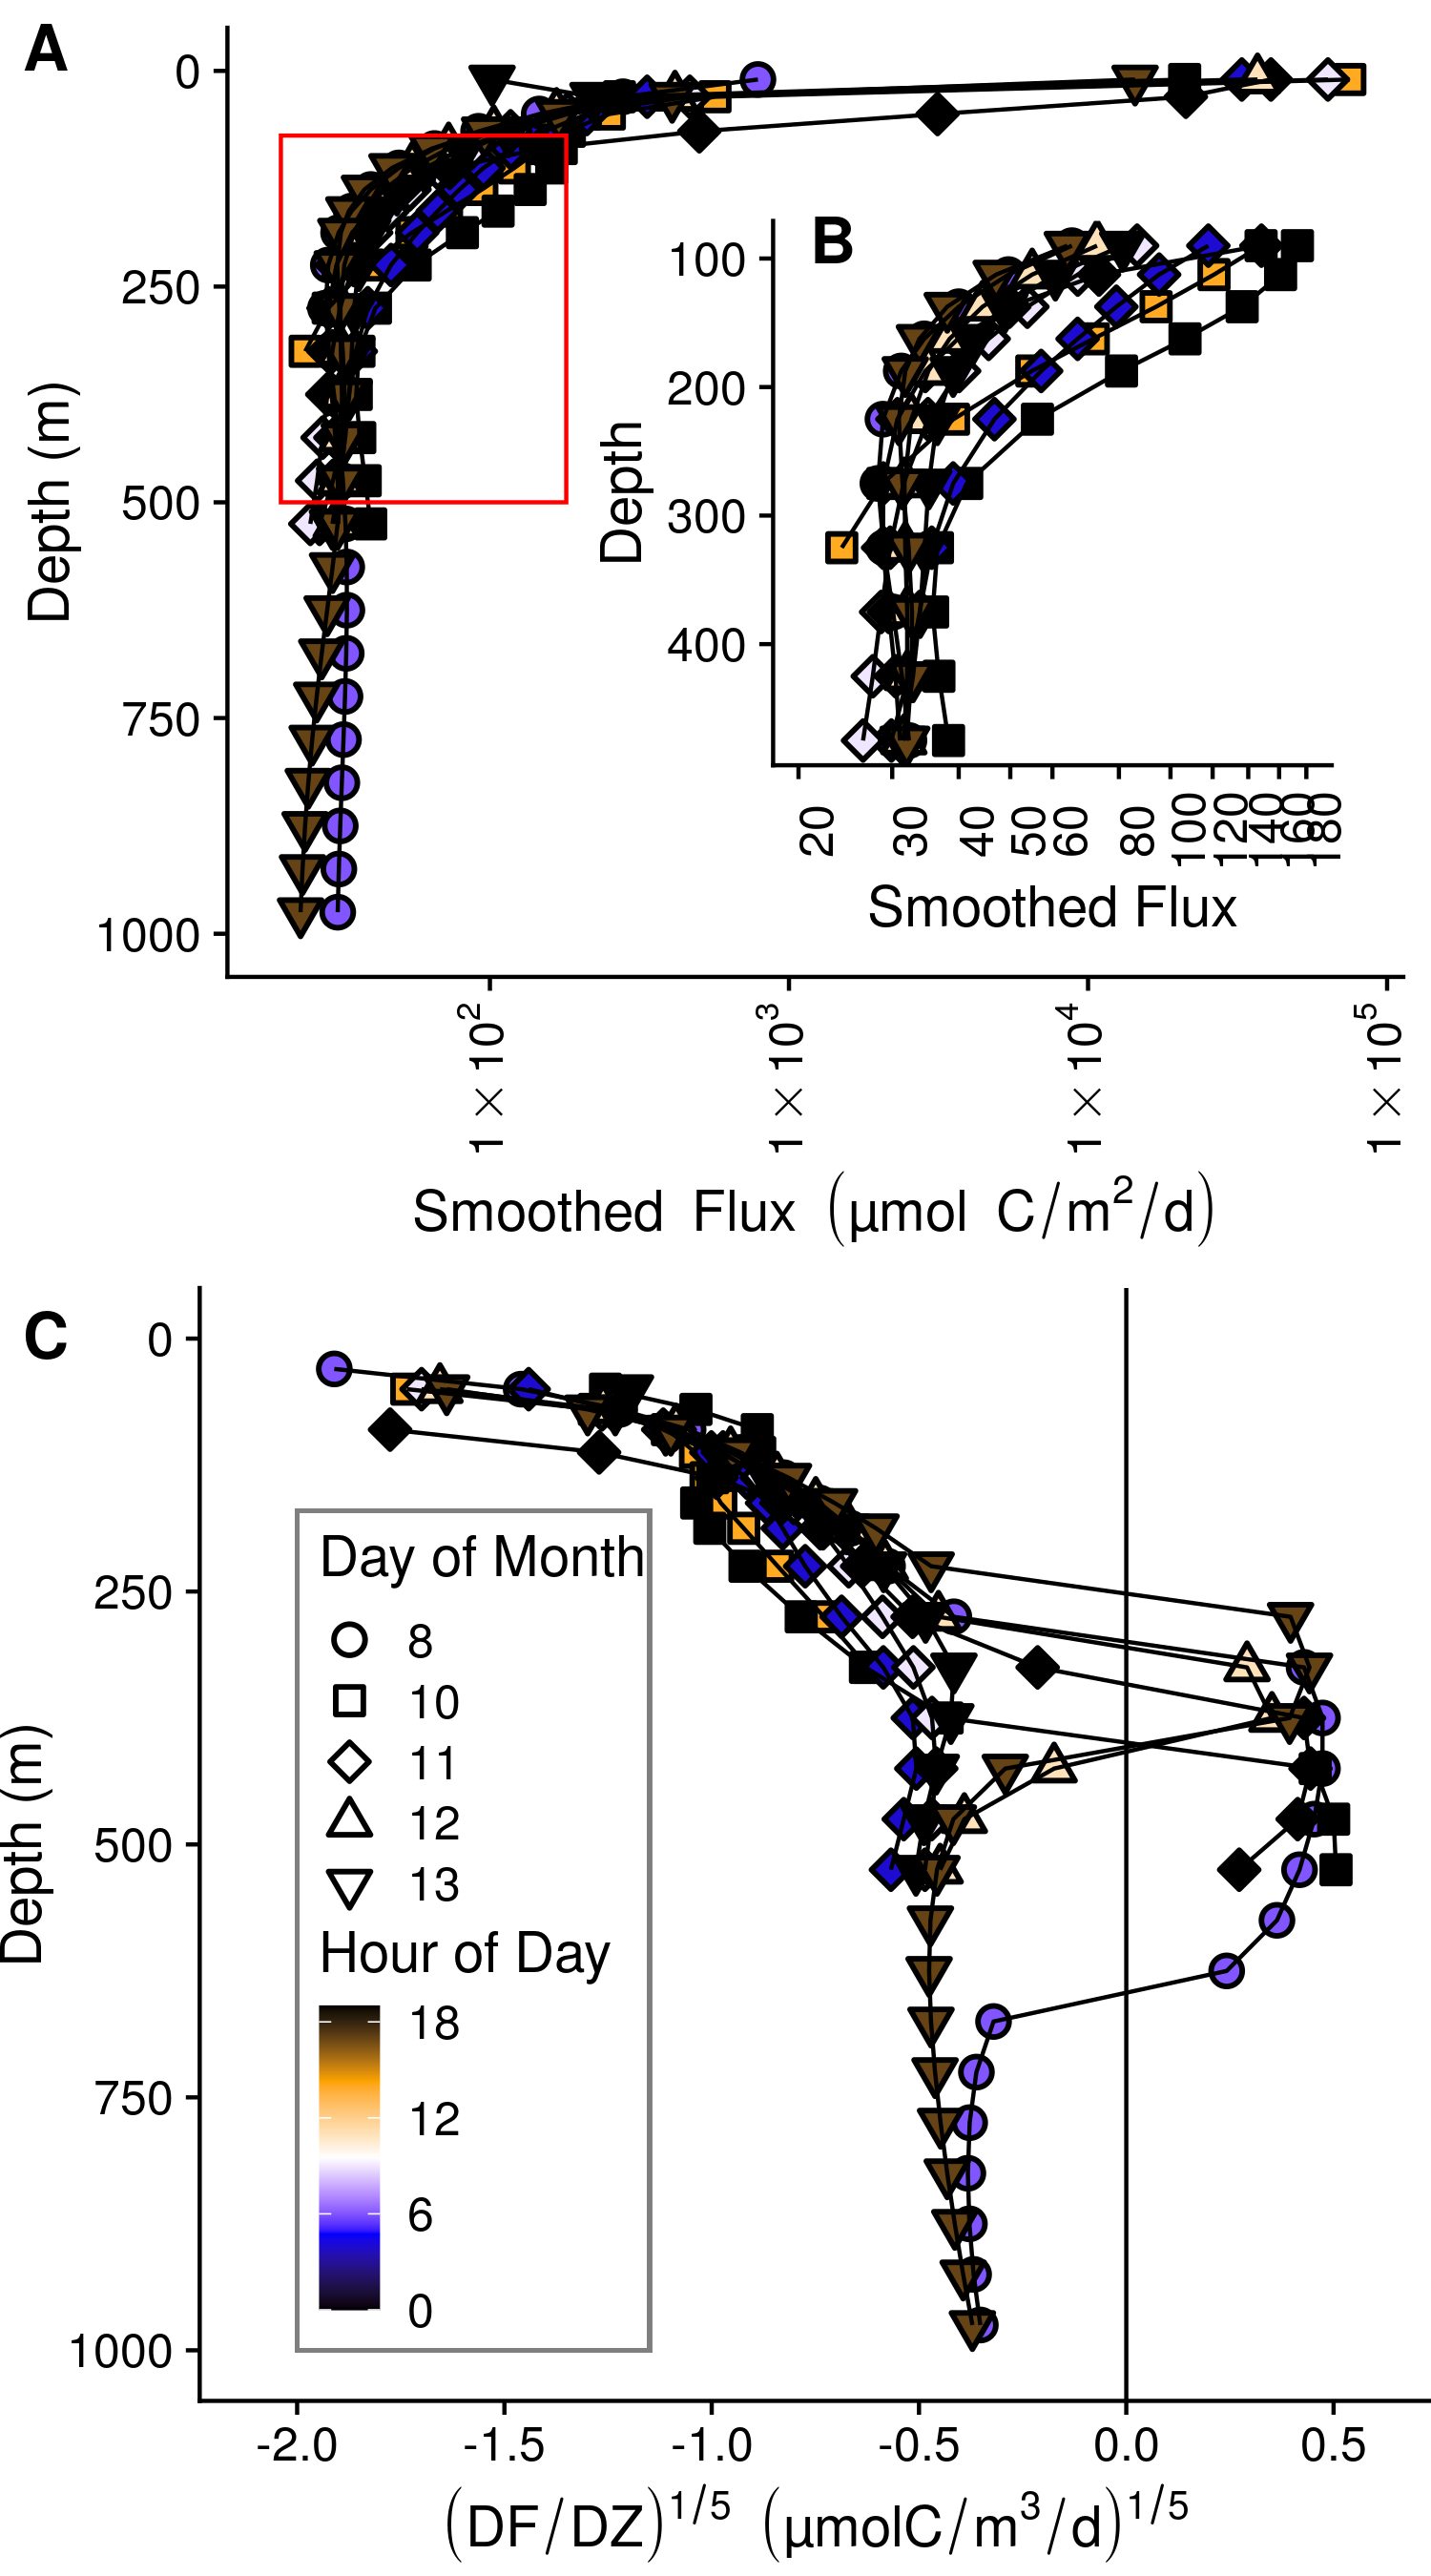 A
0
250
500
750
1000
Depth (m)
B
100
200
300
400
Depth
20 30 40 50 60 80 100 120 140 160 180
Smoothed Flux
1 × 10² 1 × 10³ 1 × 10⁴ 1 × 10⁵
Smoothed Flux (µmol C/m²/d)
C
0
250
500
750
1000
Depth (m)
Day of Month
8
10
11
12
13
Hour of Day
18
12
6
0
-2.0 -1.5 -1.0 -0.5 0.0 0.5
(DF/DZ)^1/5 (µmolC/m³/d)^1/5